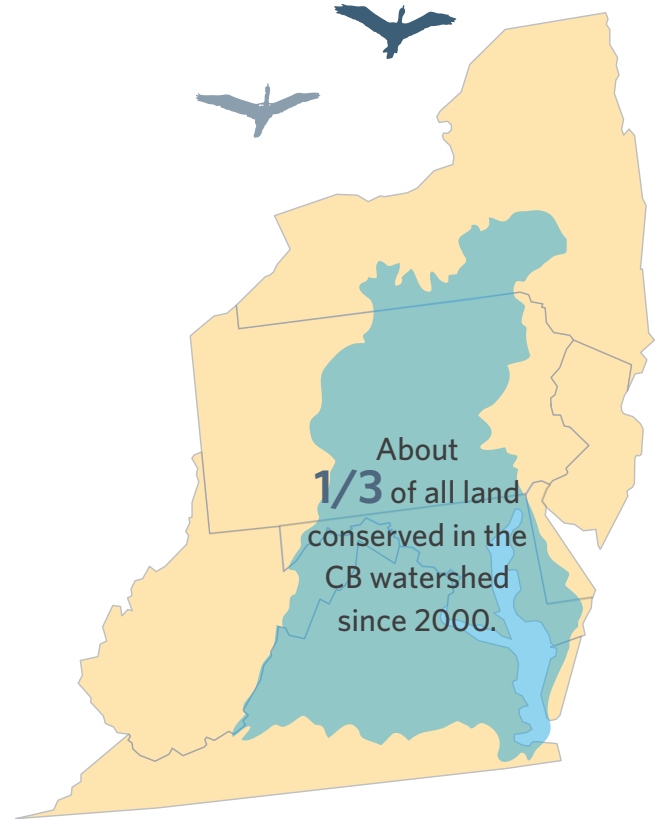 About
1/3 of all land
conserved in the
CB watershed
since 2000.